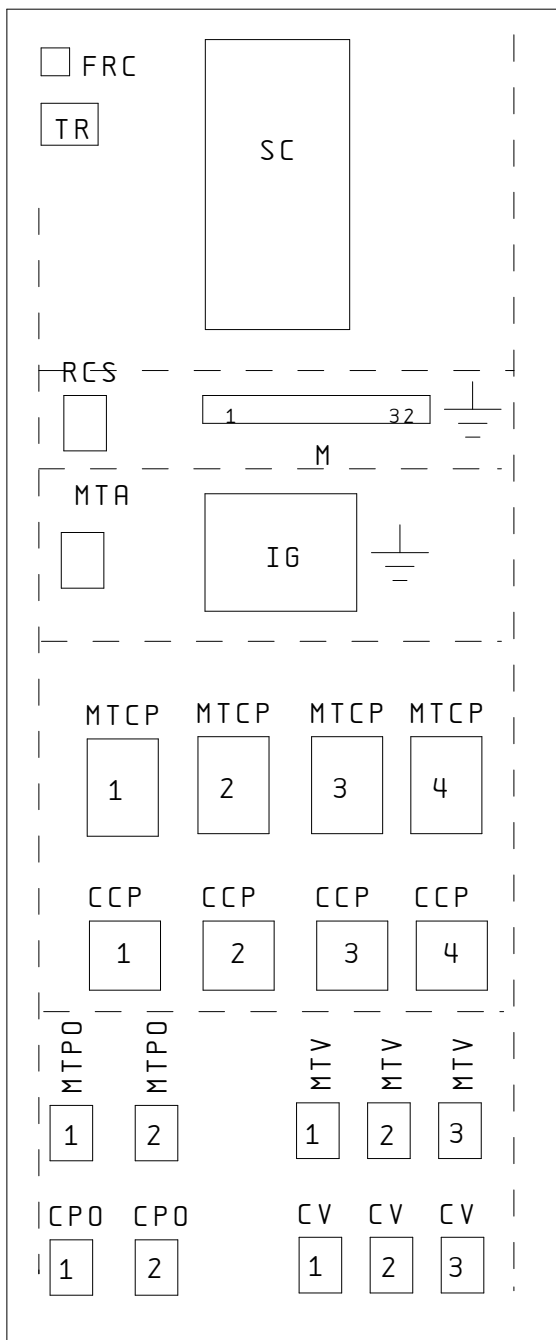 FRC
TR
SC
RCS
1 32
M
MTA
IG
MTCP MTCP MTCP MTCP
1 2 3 4
CCP CCP CCP CCP
1 2 3 4
MTPO MTPO MTV MTV MTV
1 2 1 2 3
CPO CPO CV CV CV
1 2 1 2 3